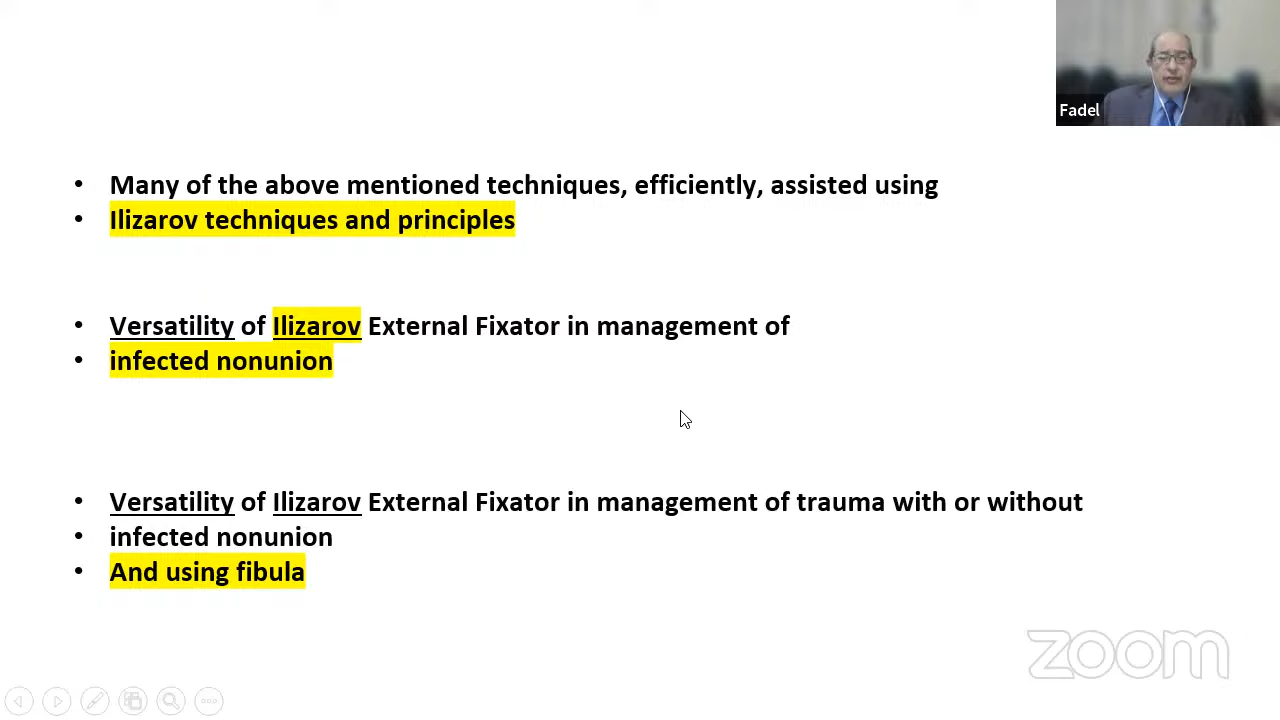 Fadel
• Many of the above mentioned techniques, efficiently, assisted using
• Ilizarov techniques and principles
• Versatility of Ilizarov External Fixator in management of
• infected nonunion
• Versatility of Ilizarov External Fixator in management of trauma with or without
• infected nonunion
• And using fibula
zoom